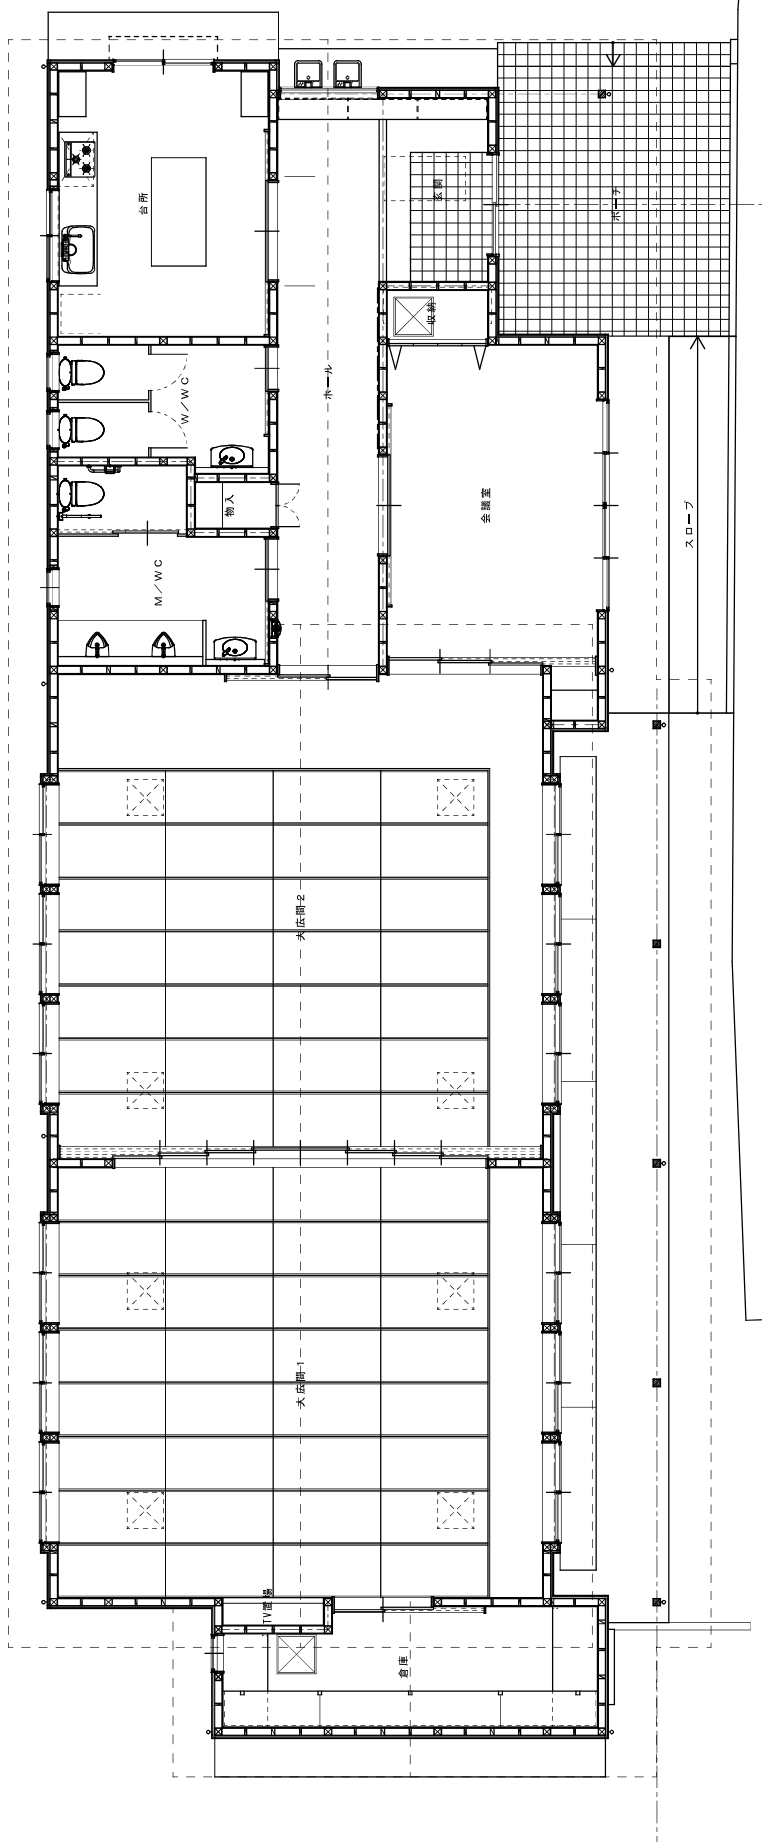 台所
玄関
ポーチ
収納
W/WC
ホール
物入
会議室
スロープ
M/WC
大広間2
大広間1
TV置場
倉庫